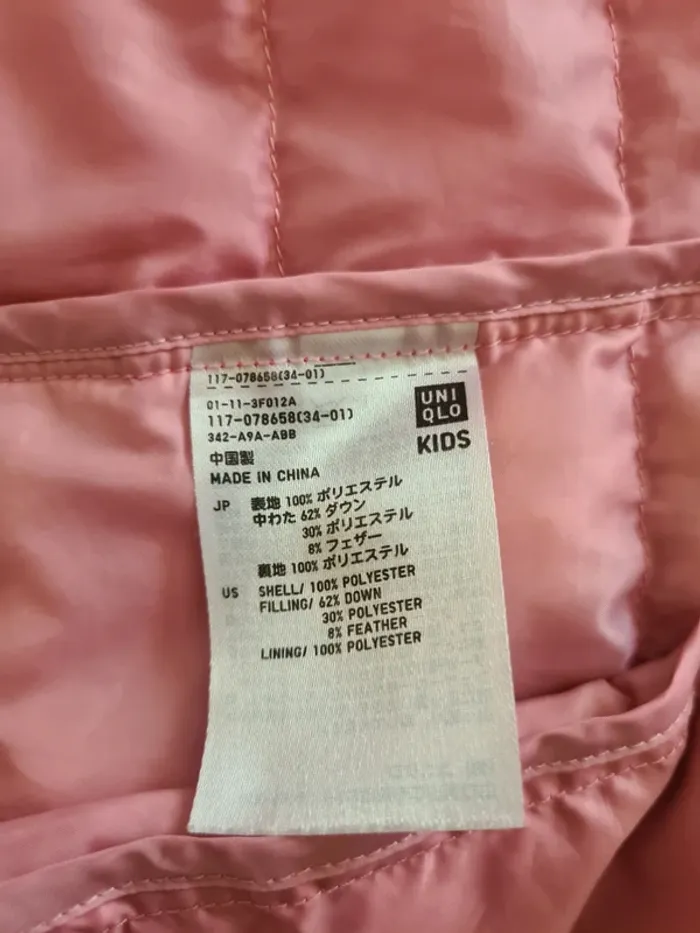 117-078658(34-01)
01-11-3F012A
117-078658(34-01)
342-A9A-ABB
UNI
QLO
KIDS
中国製
MADE IN CHINA
JP 表地 100% ポリエステル
中わた 62% ダウン
30% ポリエステル
8% フェザー
裏地 100% ポリエステル
US SHELL/ 100% POLYESTER
FILLING/ 62% DOWN
30% POLYESTER
8% FEATHER
LINING/ 100% POLYESTER